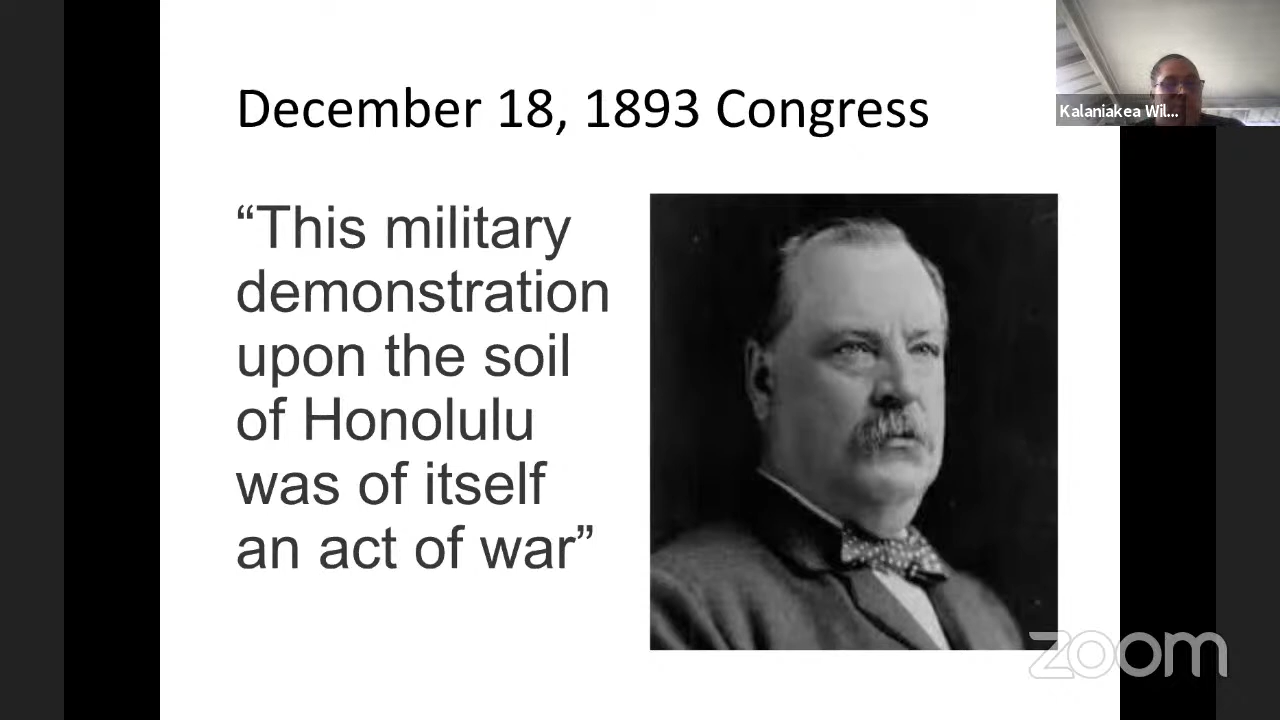 December 18, 1893 Congress
Kalaniakea Wil...
“This military
demonstration
upon the soil
of Honolulu
was of itself
an act of war”
zoom